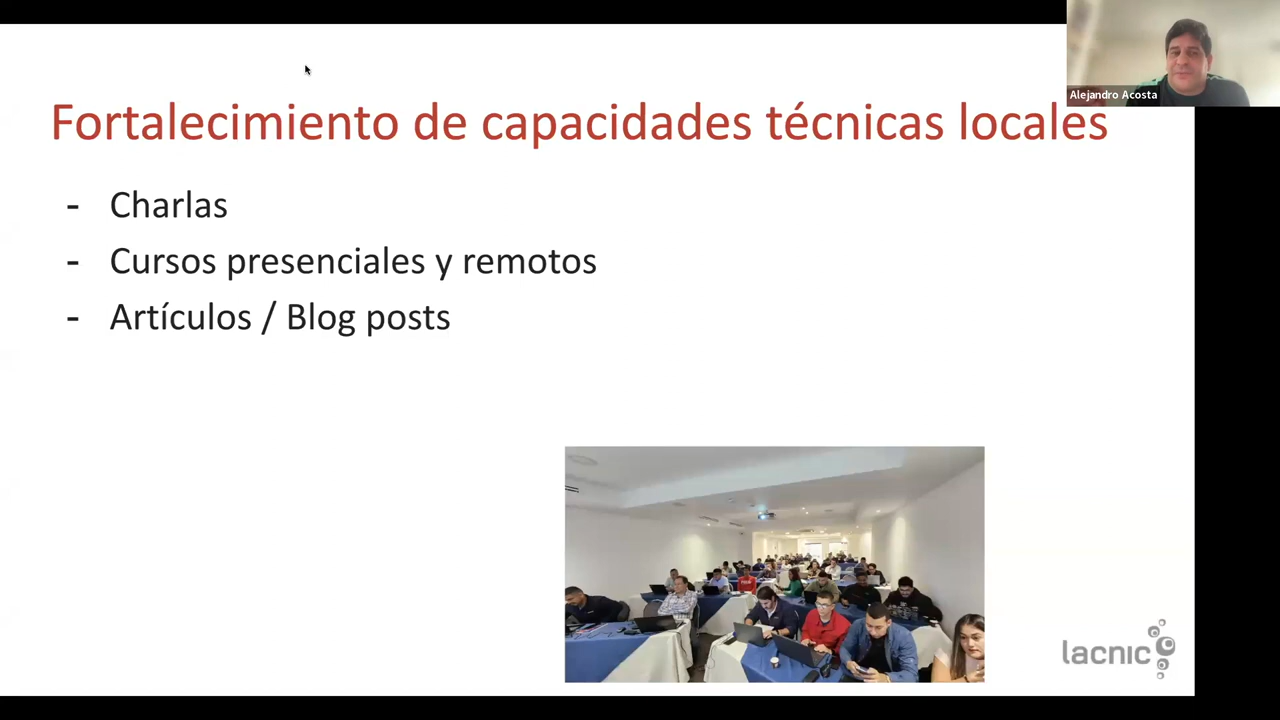 Alejandro Acosta
Fortalecimiento de capacidades técnicas locales
- Charlas
- Cursos presenciales y remotos
- Artículos / Blog posts
lacnic